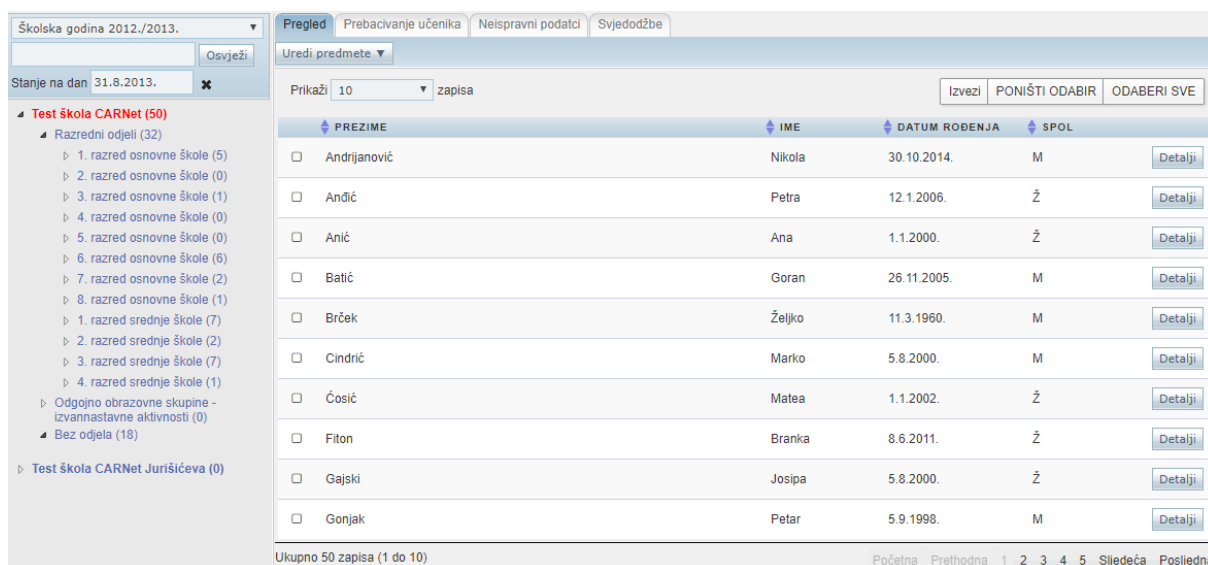 Školska godina 2012./2013. ▼
Osvježi
Stanje na dan 31.8.2013. ✖
Test škola CARNet (50)
Razredni odjeli (32)
1. razred osnovne škole (5)
2. razred osnovne škole (0)
3. razred osnovne škole (1)
4. razred osnovne škole (0)
5. razred osnovne škole (0)
6. razred osnovne škole (6)
7. razred osnovne škole (2)
8. razred osnovne škole (1)
1. razred srednje škole (7)
2. razred srednje škole (2)
3. razred srednje škole (7)
4. razred srednje škole (1)
Odgojno obrazovne skupine -
izvannastavne aktivnosti (0)
Bez odjela (18)
Test škola CARNet Jurišićeva (0)
Pregled Prebacivanje učenika Neispravni podatci Svjedodžbe
Uredi predmete ▼
Prikaži 10 ▼ zapisa Izvezi PONIŠTI ODABIR ODABERI SVE
PREZIME IME DATUM ROĐENJA SPOL
Andrijanović Nikola 30.10.2014. M Detalji
Anđić Petra 12.1.2006. Ž Detalji
Anić Ana 1.1.2000. Ž Detalji
Batić Goran 26.11.2005. M Detalji
Brček Željko 11.3.1960. M Detalji
Cindrić Marko 5.8.2000. M Detalji
Ćosić Matea 1.1.2002. Ž Detalji
Fiton Branka 8.6.2011. Ž Detalji
Gajski Josipa 5.8.2000. Ž Detalji
Gonjak Petar 5.9.1998. M Detalji
Ukupno 50 zapisa (1 do 10) Početna Prethodna 1 2 3 4 5 Sljedeća Posljedn